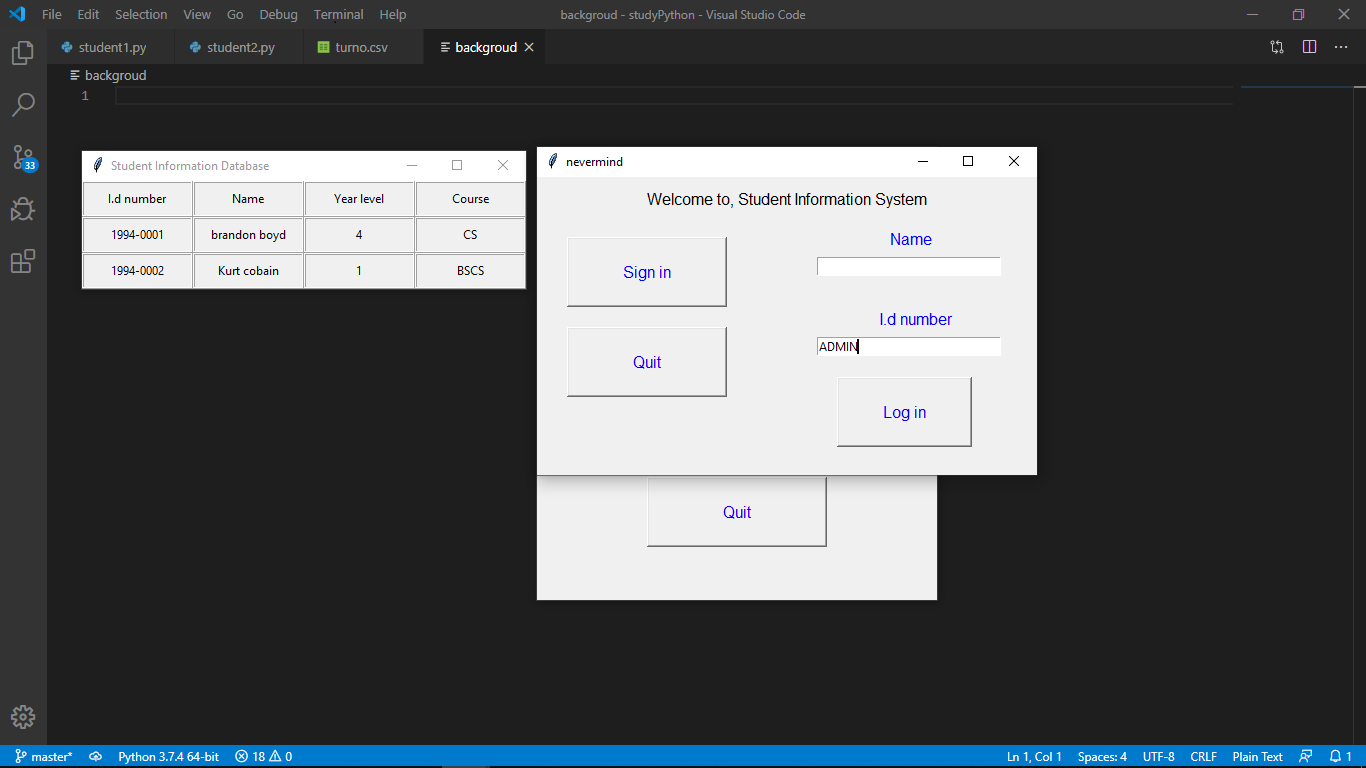 File Edit Selection View Go Debug Terminal Help backgroud - studyPython - Visual Studio Code
student1.py student2.py turno.csv backgroud
backgroud
1
33
Student Information Database
I.d number Name Year level Course
1994-0001 brandon boyd 4 CS
1994-0002 Kurt cobain 1 BSCS
nevermind
Welcome to, Student Information System
Name
Sign in
I.d number
ADMIN
Quit
Log in
Quit
master* Python 3.7.4 64-bit 18 0 Ln 1, Col 1 Spaces: 4 UTF-8 CRLF Plain Text 1